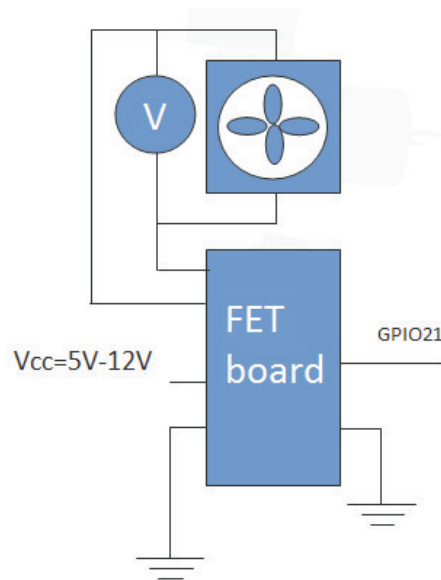 V
FET
board
GPIO21
Vcc=5V-12V